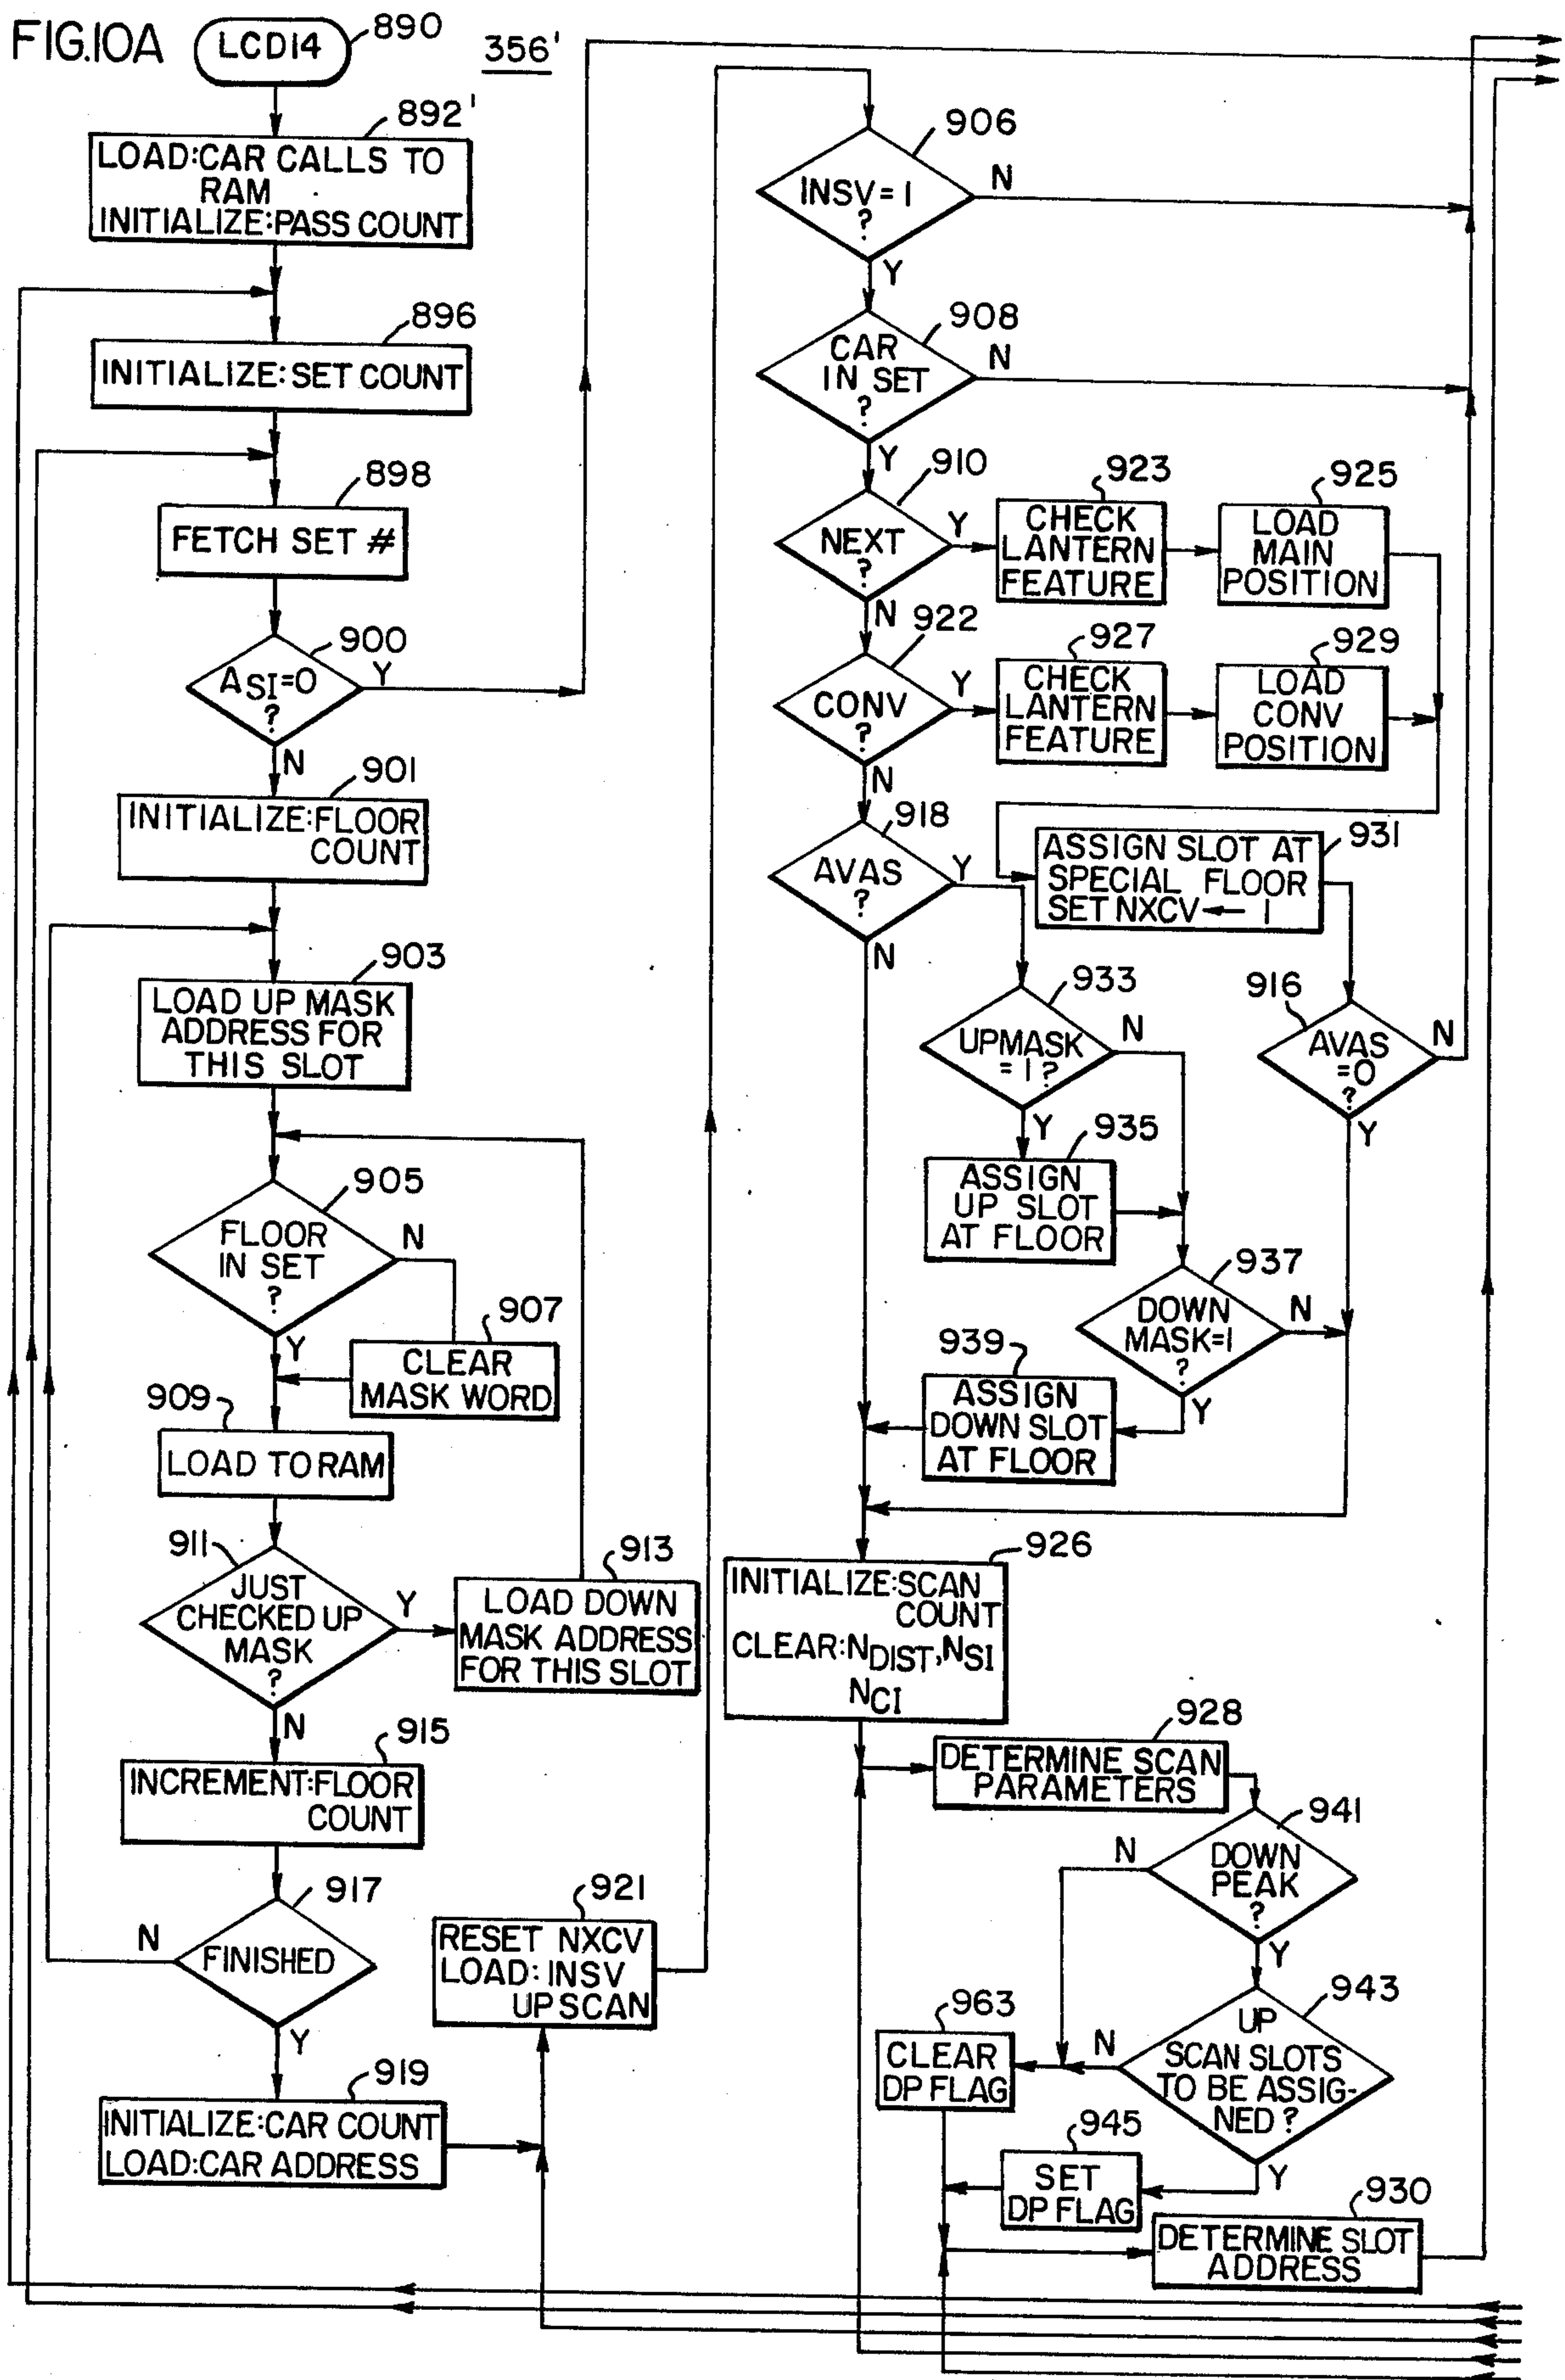 FIG.10A
LCD14
890
356'
892'
LOAD:CAR CALLS TO
RAM
INITIALIZE:PASS COUNT
896
INITIALIZE:SET COUNT
898
FETCH SET #
900
ASI=0
?
Y
N
901
INITIALIZE:FLOOR
COUNT
903
LOAD UP MASK
ADDRESS FOR
THIS SLOT
905
FLOOR
IN SET
?
N
Y
907
CLEAR
MASK WORD
909
LOAD TO RAM
911
JUST
CHECKED UP
MASK
?
Y
N
913
LOAD DOWN
MASK ADDRESS
FOR THIS SLOT
915
INCREMENT:FLOOR
COUNT
917
FINISHED
N
Y
919
INITIALIZE:CAR COUNT
LOAD:CAR ADDRESS
921
RESET NXCV
LOAD: INSV
UPSCAN
906
INSV=1
?
N
Y
908
CAR
IN SET
?
N
Y
910
NEXT
?
Y
N
923
CHECK
LANTERN
FEATURE
925
LOAD
MAIN
POSITION
922
CONV
?
Y
N
927
CHECK
LANTERN
FEATURE
929
LOAD
CONV
POSITION
918
AVAS
?
Y
N
931
ASSIGN SLOT AT
SPECIAL FLOOR
SET NXCV ← 1
933
UPMASK
=1?
N
Y
916
AVAS
=0
?
N
Y
935
ASSIGN
UP SLOT
AT FLOOR
937
DOWN
MASK=1
?
N
Y
939
ASSIGN
DOWN SLOT
AT FLOOR
926
INITIALIZE:SCAN
COUNT
CLEAR:NDIST,NSI
NCI
928
DETERMINE SCAN
PARAMETERS
941
DOWN
PEAK
?
N
Y
943
UP
SCAN SLOTS
TO BE ASSIG-
NED?
N
Y
963
CLEAR
DP FLAG
945
SET
DP FLAG
930
DETERMINE SLOT
ADDRESS